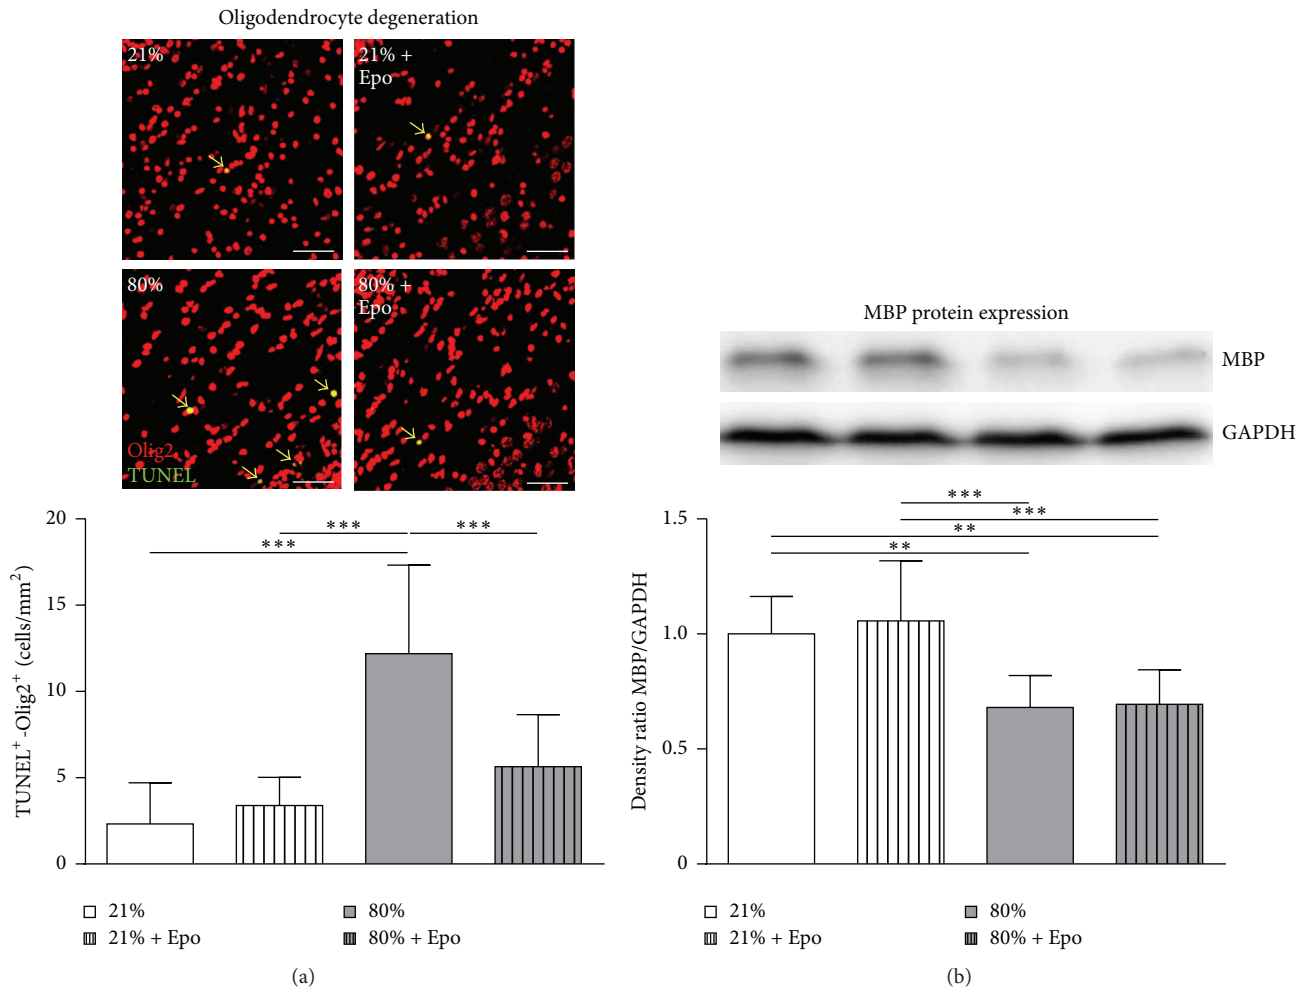 Oligodendrocyte degeneration
21%
21% +
Epo
80%
80% +
Epo
Olig2
TUNEL
20
15
10
5
0
TUNEL⁺-Olig2⁺ (cells/mm²)
***
***
***
21%
80%
21% + Epo
80% + Epo
(a)
MBP protein expression
MBP
GAPDH
1.5
1.0
0.5
0
Density ratio MBP/GAPDH
***
***
**
**
21%
80%
21% + Epo
80% + Epo
(b)